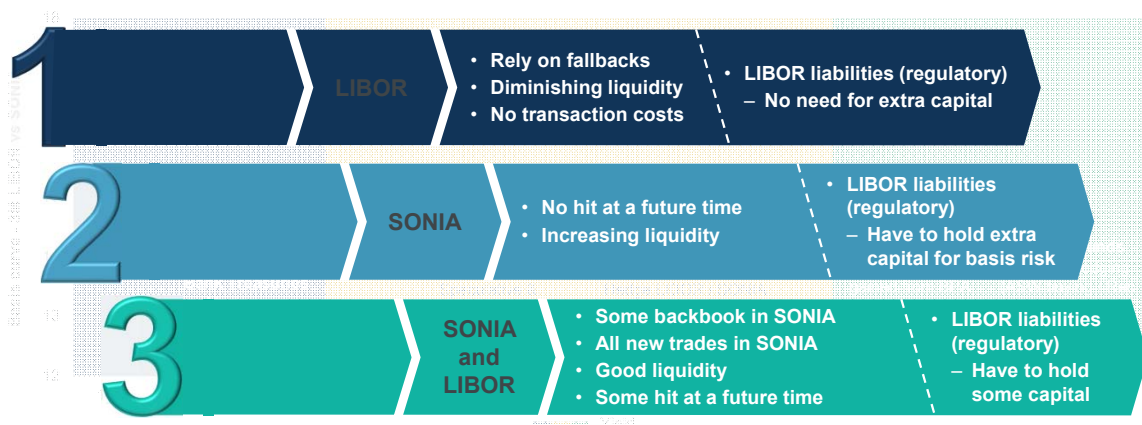 1
LIBOR
• Rely on fallbacks
• Diminishing liquidity
• No transaction costs
• LIBOR liabilities (regulatory)
– No need for extra capital
2
SONIA
• No hit at a future time
• Increasing liquidity
• LIBOR liabilities
(regulatory)
– Have to hold extra
capital for basis risk
3
SONIA
and
LIBOR
• Some backbook in SONIA
• All new trades in SONIA
• Good liquidity
• Some hit at a future time
• LIBOR liabilities
(regulatory)
– Have to hold
some capital